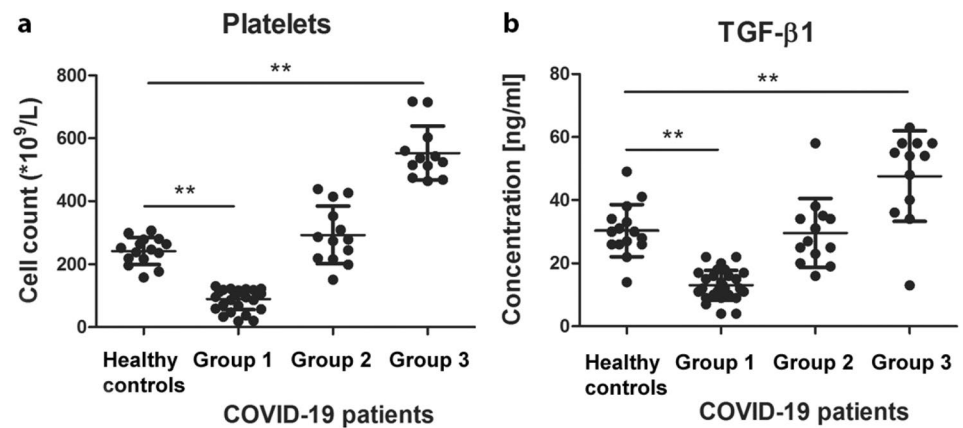 a
Platelets
Cell count (*10⁹/L)
800
600
400
200
0
**
**
Healthy controls
Group 1
Group 2
Group 3
COVID-19 patients
b
TGF-β1
Concentration [ng/ml]
80
60
40
20
0
**
**
Healthy controls
Group 1
Group 2
Group 3
COVID-19 patients